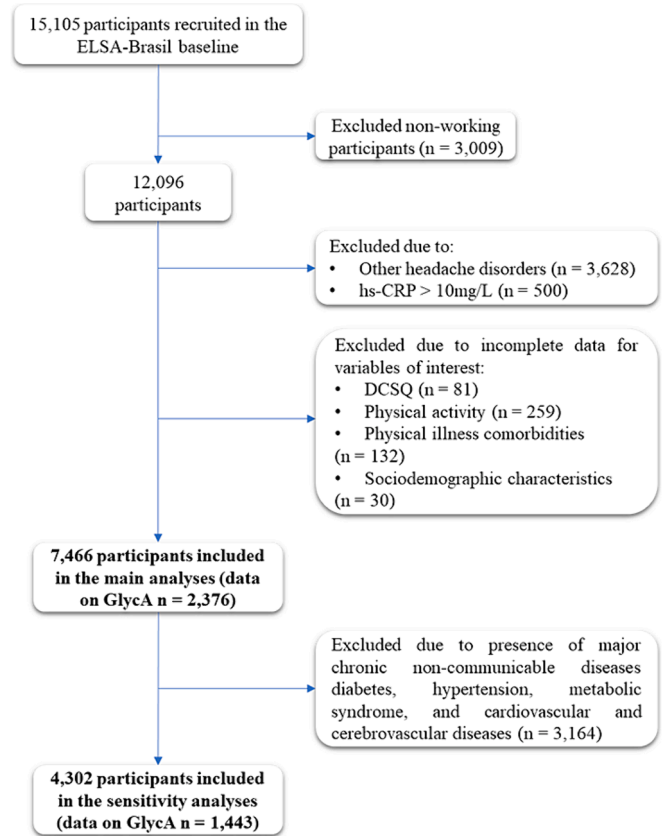 15,105 participants recruited in the
ELSA-Brasil baseline
Excluded non-working
participants (n = 3,009)
12,096
participants
Excluded due to:
• Other headache disorders (n = 3,628)
• hs-CRP > 10mg/L (n = 500)
Excluded due to incomplete data for
variables of interest:
• DCSQ (n = 81)
• Physical activity (n = 259)
• Physical illness comorbidities
(n = 132)
• Sociodemographic characteristics
(n = 30)
7,466 participants included
in the main analyses (data
on GlycA n = 2,376)
Excluded due to presence of major
chronic non-communicable diseases
diabetes, hypertension, metabolic
syndrome, and cardiovascular and
cerebrovascular diseases (n = 3,164)
4,302 participants included
in the sensitivity analyses
(data on GlycA n = 1,443)